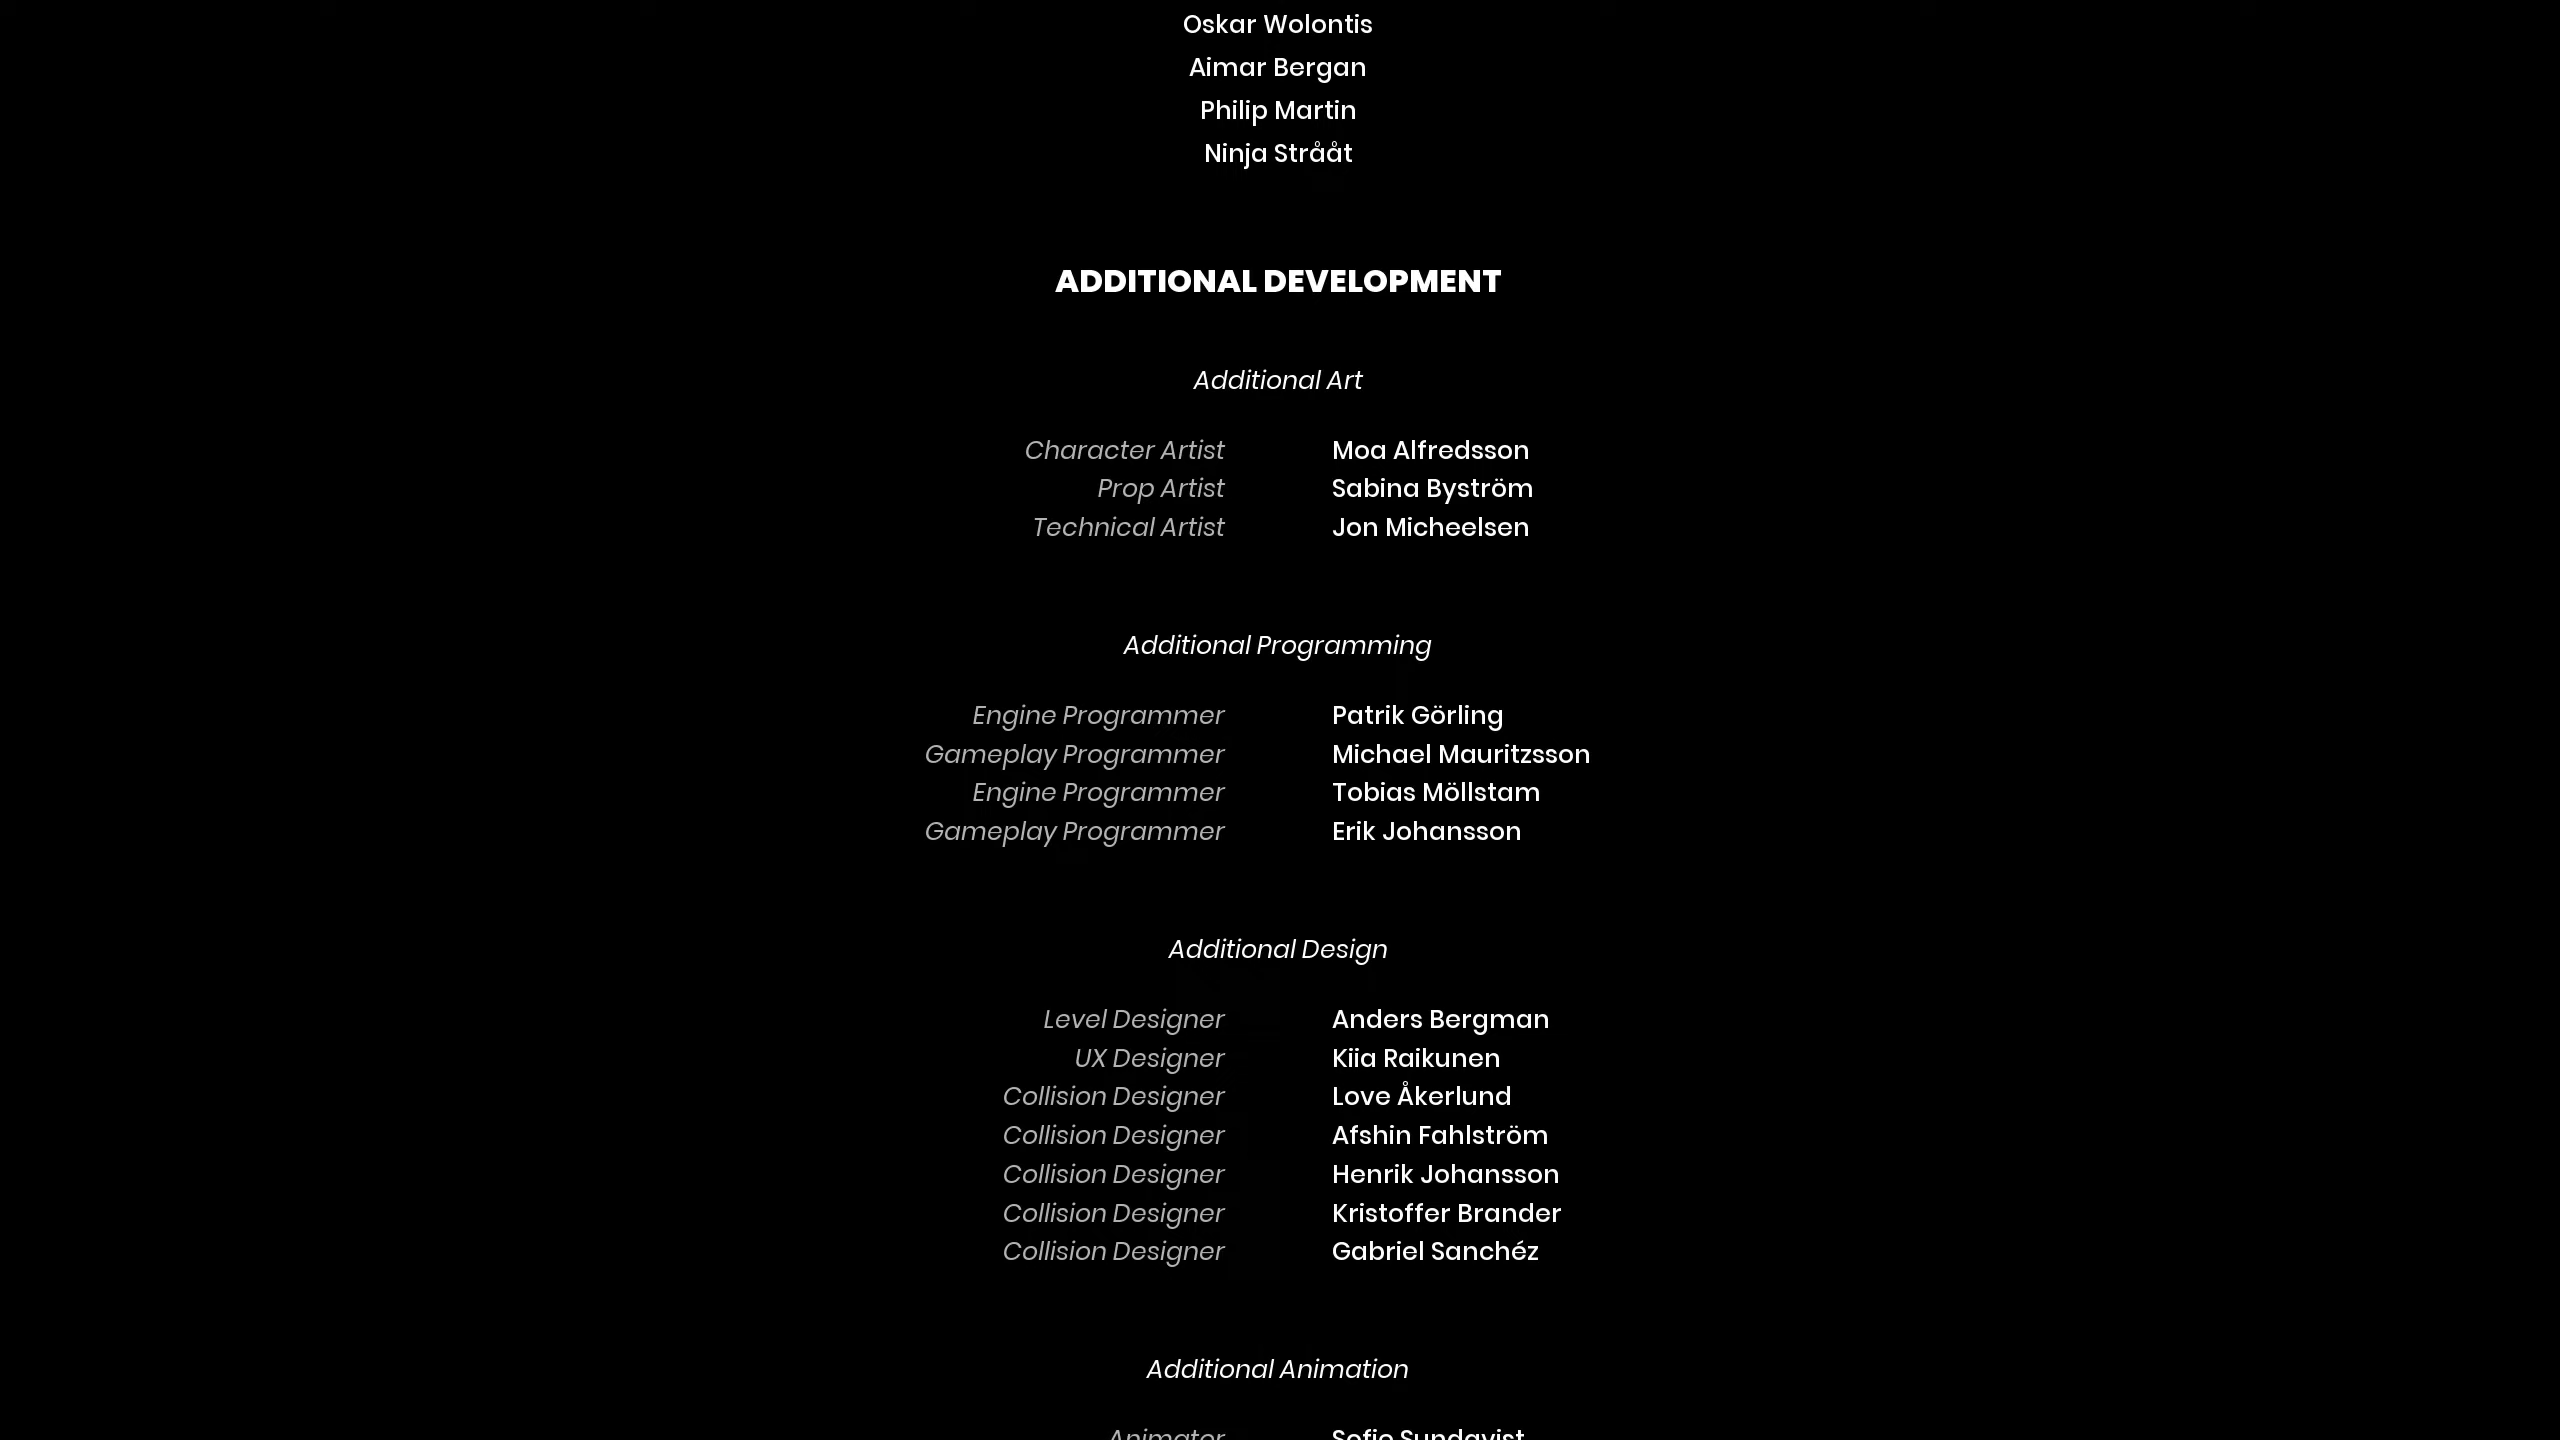 Oskar Wolontis
Aimar Bergan
Philip Martin
Ninja Strååt
ADDITIONAL DEVELOPMENT
Additional Art
Character Artist Moa Alfredsson
Prop Artist Sabina Byström
Technical Artist Jon Micheelsen
Additional Programming
Engine Programmer Patrik Görling
Gameplay Programmer Michael Mauritzsson
Engine Programmer Tobias Möllstam
Gameplay Programmer Erik Johansson
Additional Design
Level Designer Anders Bergman
UX Designer Kiia Raikunen
Collision Designer Love Åkerlund
Collision Designer Afshin Fahlström
Collision Designer Henrik Johansson
Collision Designer Kristoffer Brander
Collision Designer Gabriel Sanchéz
Additional Animation
Animator Sofie Sundqvist